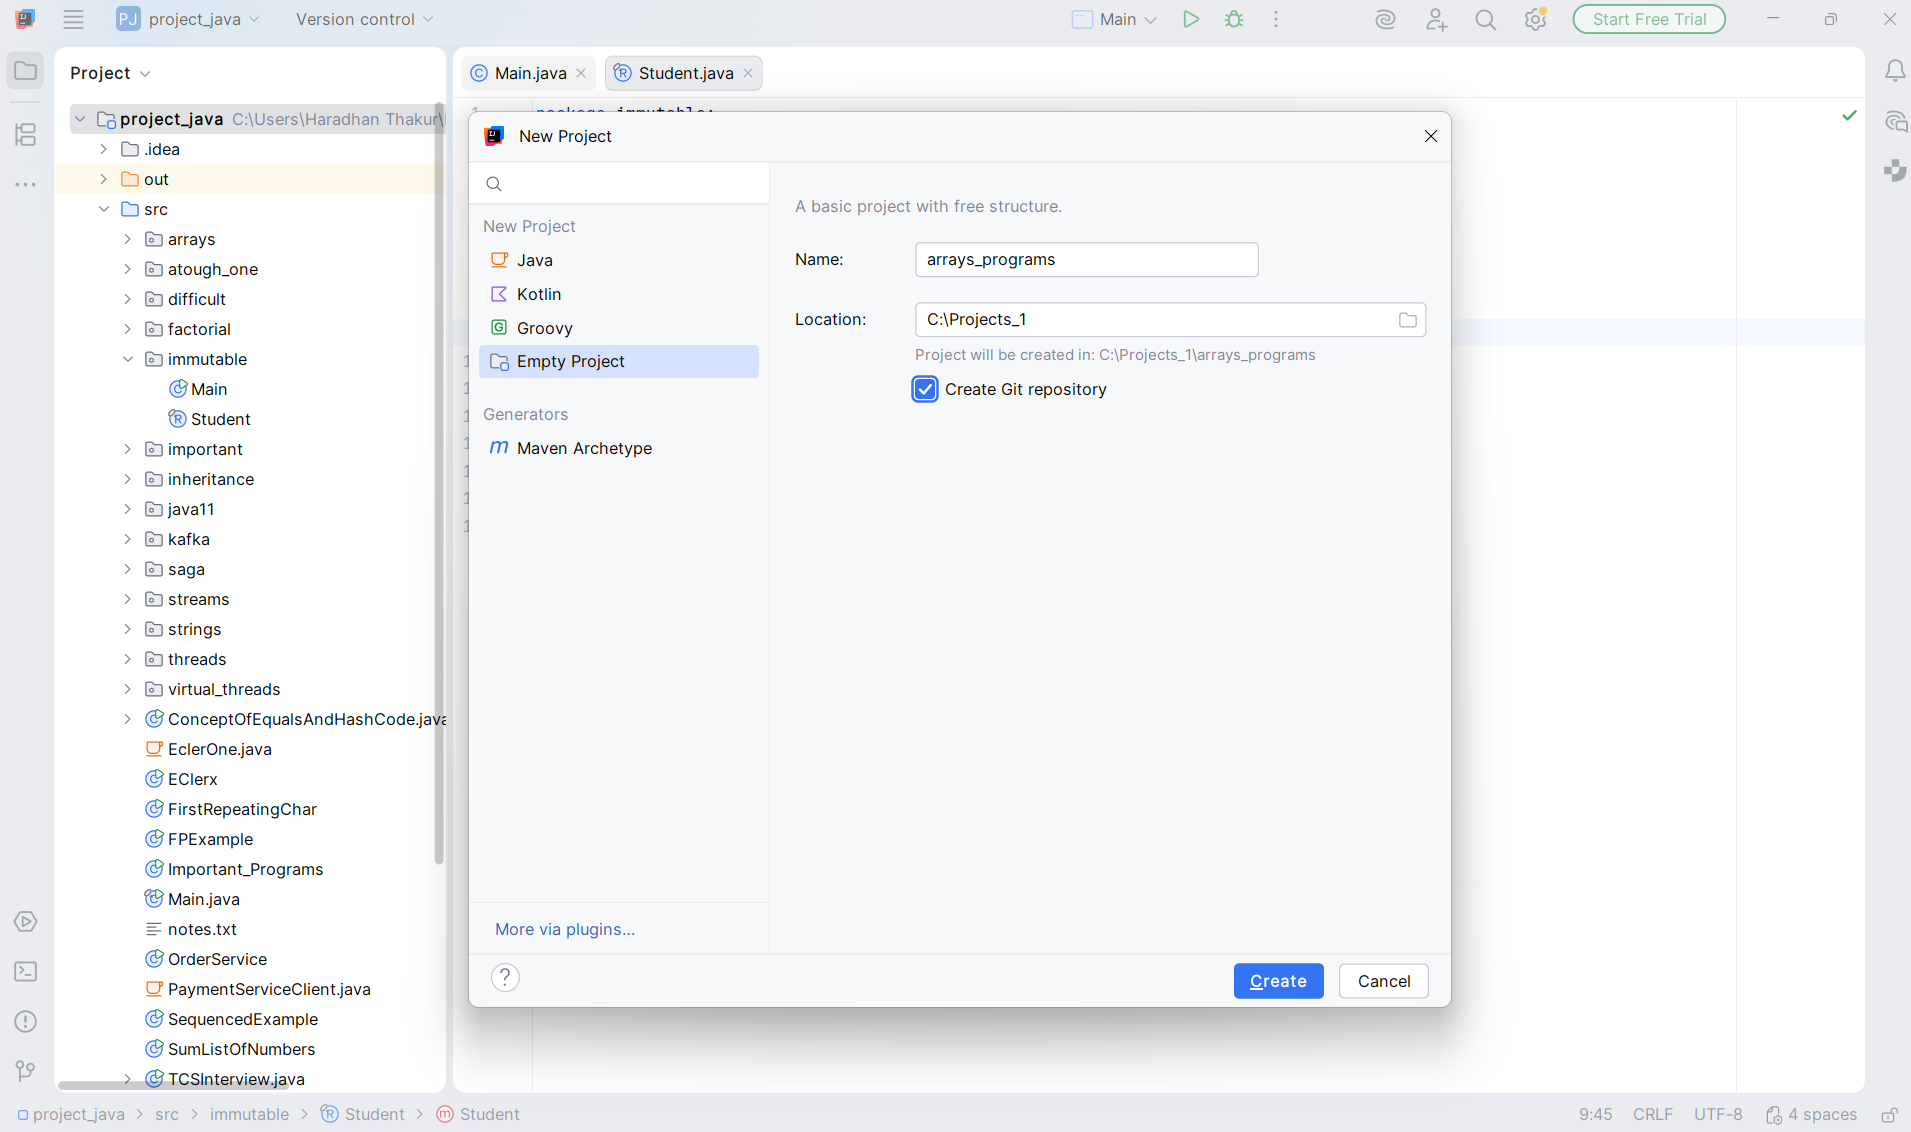 PJ project_java
Version control
Main
Start Free Trial
Project
Main.java
Student.java
project_java C:\Users\Haradhan Thakur\
.idea
out
src
arrays
atough_one
difficult
factorial
immutable
Main
Student
important
inheritance
java11
kafka
saga
streams
strings
threads
virtual_threads
ConceptOfEqualsAndHashCode.java
EclerOne.java
EClerx
FirstRepeatingChar
FPExample
Important_Programs
Main.java
notes.txt
OrderService
PaymentServiceClient.java
SequencedExample
SumListOfNumbers
TCSInterview.java
1 package immutable;
New Project
New Project
Java
Kotlin
Groovy
Empty Project
Generators
Maven Archetype
More via plugins...
A basic project with free structure.
Name: arrays_programs
Location: C:\Projects_1
Project will be created in: C:\Projects_1\arrays_programs
Create Git repository
?
Create
Cancel
project_java > src > immutable > Student > Student
9:45 CRLF UTF-8 4 spaces